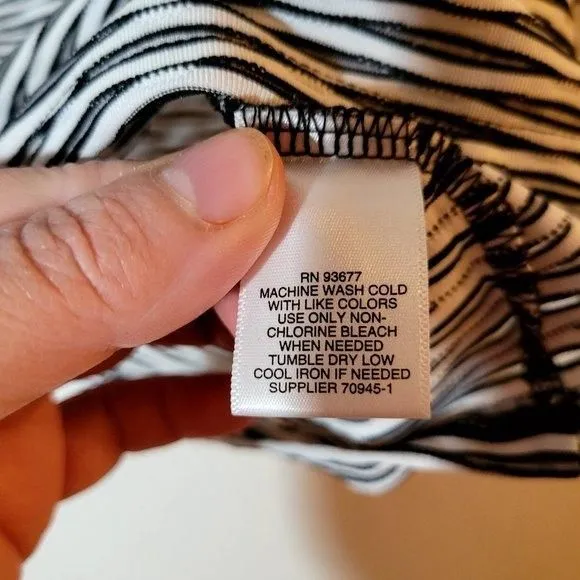 RN 93677
MACHINE WASH COLD
WITH LIKE COLORS
USE ONLY NON-
CHLORINE BLEACH
WHEN NEEDED
TUMBLE DRY LOW
COOL IRON IF NEEDED
SUPPLIER 70945-1